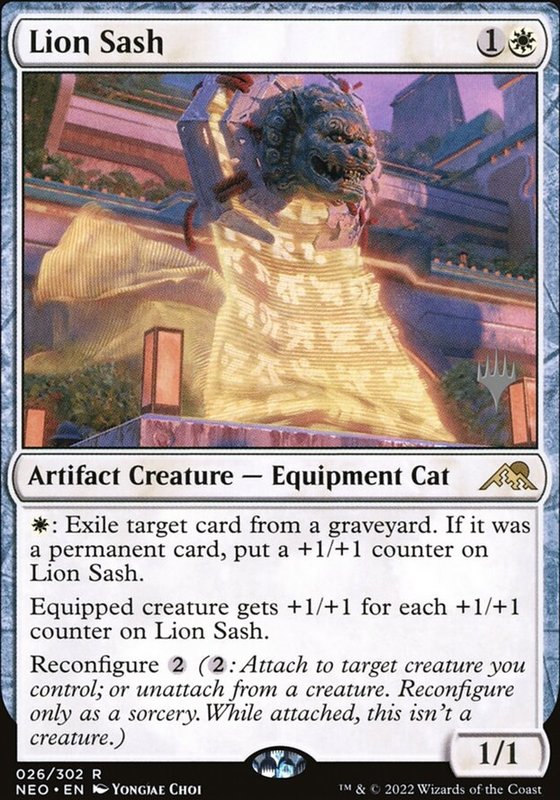 Lion Sash 1
Artifact Creature — Equipment Cat
: Exile target card from a graveyard. If it was
a permanent card, put a +1/+1 counter on
Lion Sash.
Equipped creature gets +1/+1 for each +1/+1
counter on Lion Sash.
Reconfigure 2 (2: Attach to target creature you
control; or unattach from a creature. Reconfigure
only as a sorcery. While attached, this isn't a
creature.)
1/1
026/302 R
NEO • EN Yongjae Choi
™ & © 2022 Wizards of the Coast